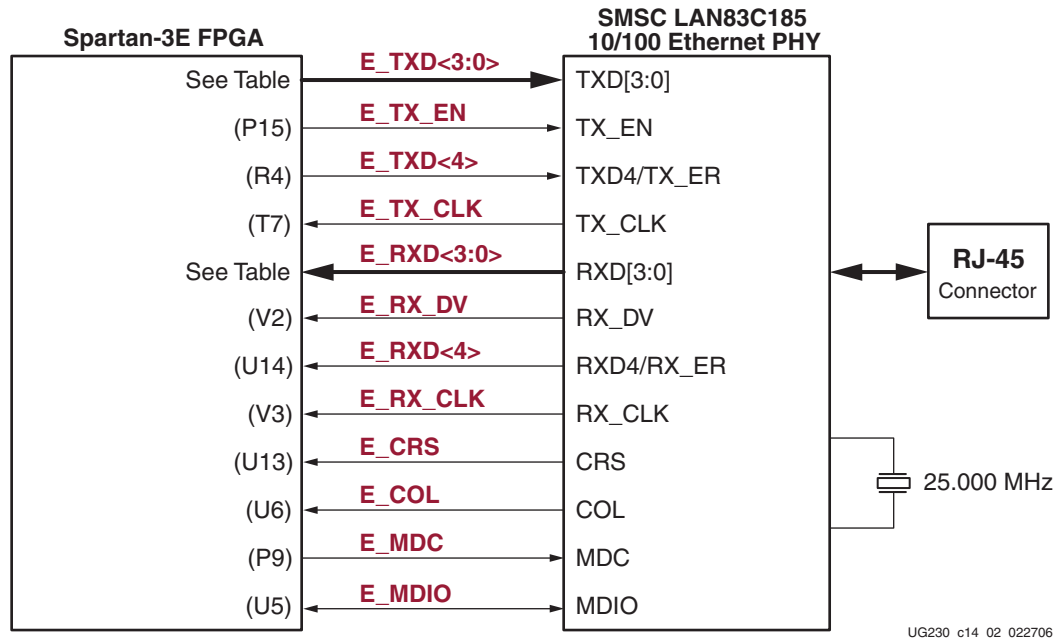 Spartan-3E FPGA
SMSC LAN83C185
10/100 Ethernet PHY
See Table
E_TXD<3:0>
TXD[3:0]
(P15)
E_TX_EN
TX_EN
(R4)
E_TXD<4>
TXD4/TX_ER
(T7)
E_TX_CLK
TX_CLK
See Table
E_RXD<3:0>
RXD[3:0]
(V2)
E_RX_DV
RX_DV
(U14)
E_RXD<4>
RXD4/RX_ER
(V3)
E_RX_CLK
RX_CLK
(U13)
E_CRS
CRS
(U6)
E_COL
COL
(P9)
E_MDC
MDC
(U5)
E_MDIO
MDIO
RJ-45
Connector
25.000 MHz
UG230_c14_02_022706